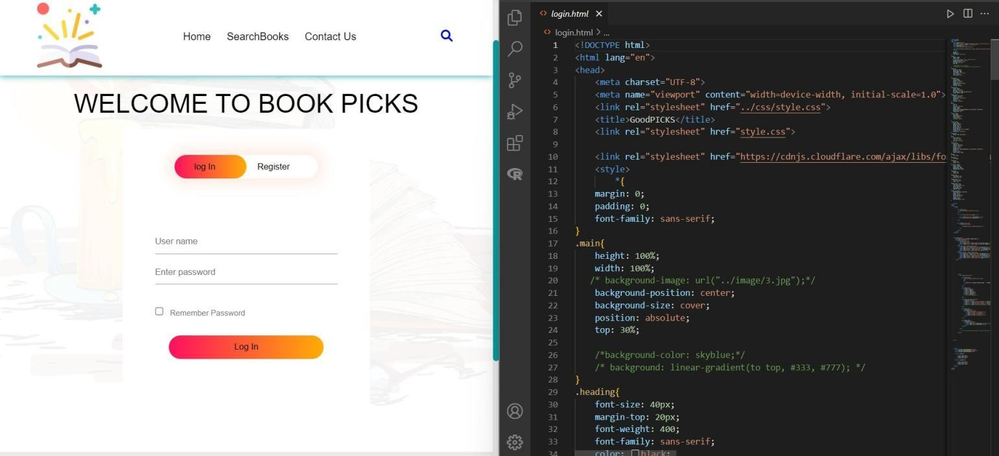 Home SearchBooks Contact Us
WELCOME TO BOOK PICKS
log In Register
User name
Enter password
Remember Password
Log In
login.html
login.html > ...
1 <!DOCTYPE html>
2 <html lang="en">
3 <head>
4 <meta charset="UTF-8">
5 <meta name="viewport" content="width=device-width, initial-scale=1.0">
6 <link rel="stylesheet" href="../css/style.css">
7 <title>GoodPICKS</title>
8 <link rel="stylesheet" href="style.css">
9
10 <link rel="stylesheet" href="https://cdnjs.cloudflare.com/ajax/libs/fo
11 <style>
12 *{
13 margin: 0;
14 padding: 0;
15 font-family: sans-serif;
16 }
17 .main{
18 height: 100%;
19 width: 100%;
20 /* background-image: url("../image/3.jpg");*/
21 background-position: center;
22 background-size: cover;
23 position: absolute;
24 top: 30%;
25
26 /*background-color: skyblue;*/
27 /* background: linear-gradient(to top, #333, #777); */
28 }
29 .heading{
30 font-size: 40px;
31 margin-top: 20px;
32 font-weight: 400;
33 font-family: sans-serif;
34 color: black;